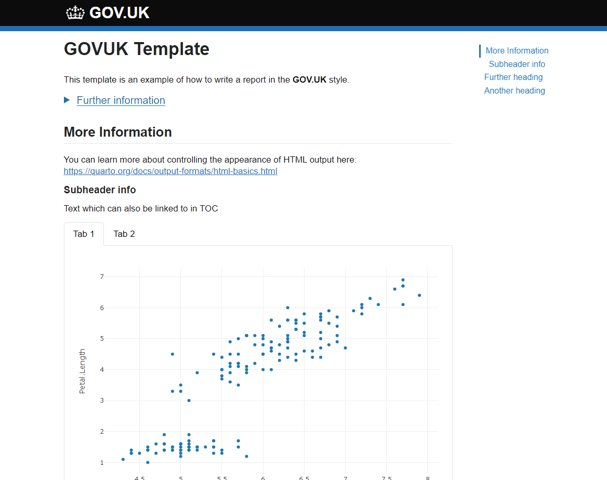 GOV.UK
GOVUK Template
This template is an example of how to write a report in the GOV.UK style.
Further information
More Information
You can learn more about controlling the appearance of HTML output here:
https://quarto.org/docs/output-formats/html-basics.html
Subheader info
Text which can also be linked to in TOC
Tab 1 Tab 2
7
6
5
4
3
2
1
Petal.Length
4.5 5 5.5 6 6.5 7 7.5 8
More Information
Subheader info
Further heading
Another heading